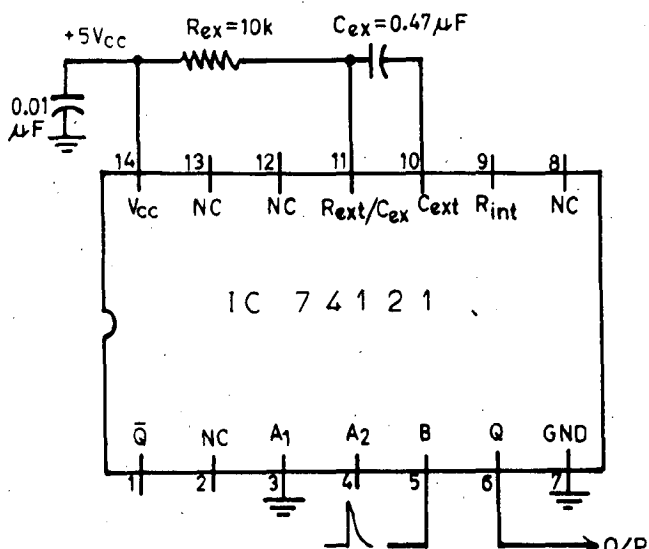 Rex=10k Cex=0.47µF
+5Vcc
0.01
µF
14 13 12 11 10 9 8
Vcc NC NC Rext/Cex Cext Rint NC
IC 74121
Q̅ NC A1 A2 B Q GND
1 2 3 4 5 6 7
O/P